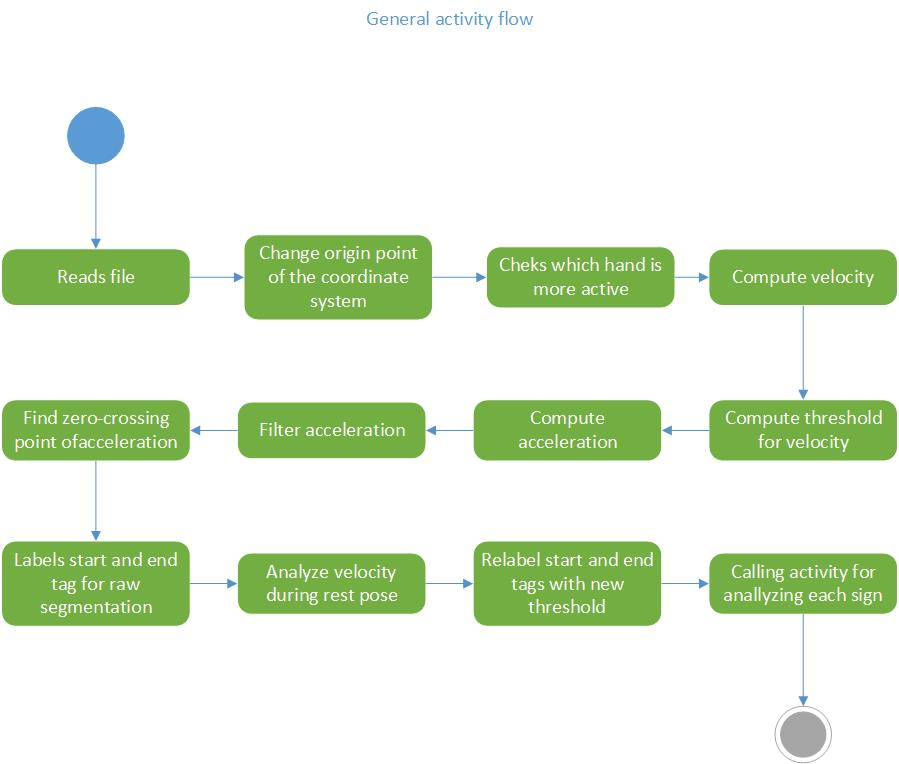 General activity flow
Reads file
Change origin point
of the coordinate
system
Cheks which hand is
more active
Compute velocity
Compute threshold
for velocity
Compute
acceleration
Filter acceleration
Find zero-crossing
point ofacceleration
Labels start and end
tag for raw
segmentation
Analyze velocity
during rest pose
Relabel start and end
tags with new
threshold
Calling activity for
anallyzing each sign